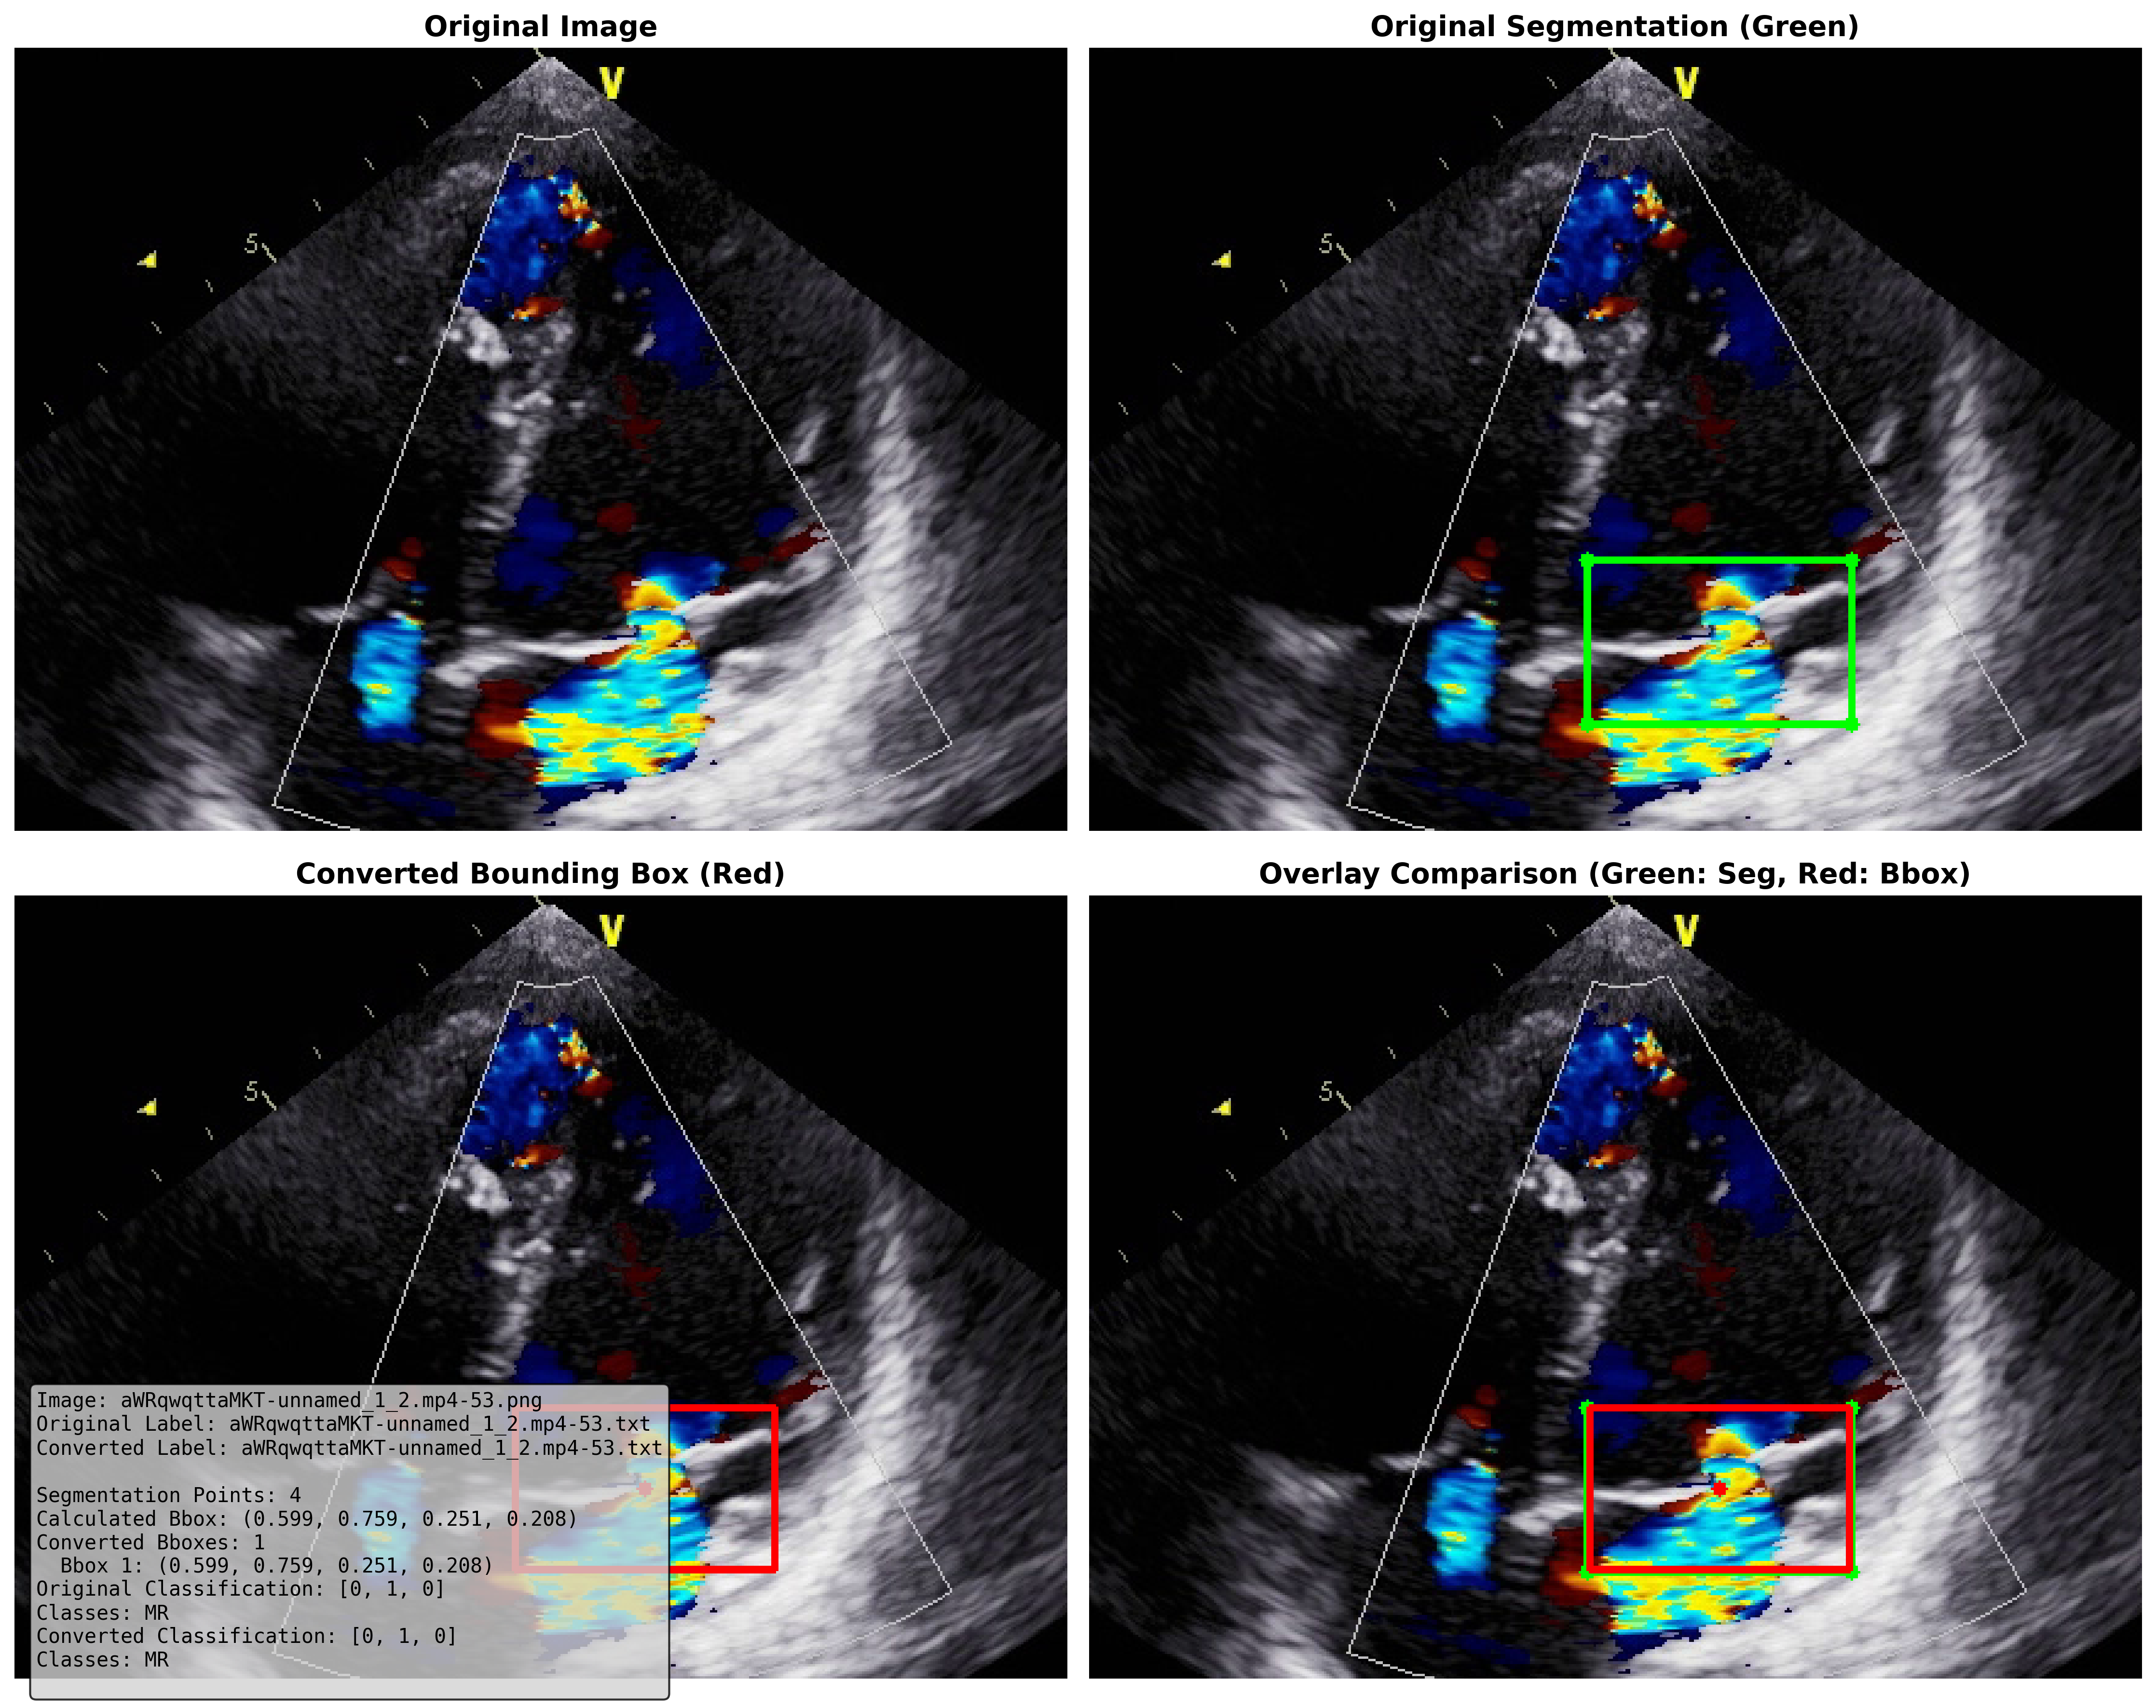 Original Image
Original Segmentation (Green)
V
5
V
5
Converted Bounding Box (Red)
Overlay Comparison (Green: Seg, Red: Bbox)
V
5
V
5
Image: aWRqwqttaMKT-unnamed_1_2.mp4-53.png
Original Label: aWRqwqttaMKT-unnamed_1_2.mp4-53.txt
Converted Label: aWRqwqttaMKT-unnamed_1_2.mp4-53.txt
Segmentation Points: 4
Calculated Bbox: (0.599, 0.759, 0.251, 0.208)
Converted Bboxes: 1
Bbox 1: (0.599, 0.759, 0.251, 0.208)
Original Classification: [0, 1, 0]
Classes: MR
Converted Classification: [0, 1, 0]
Classes: MR